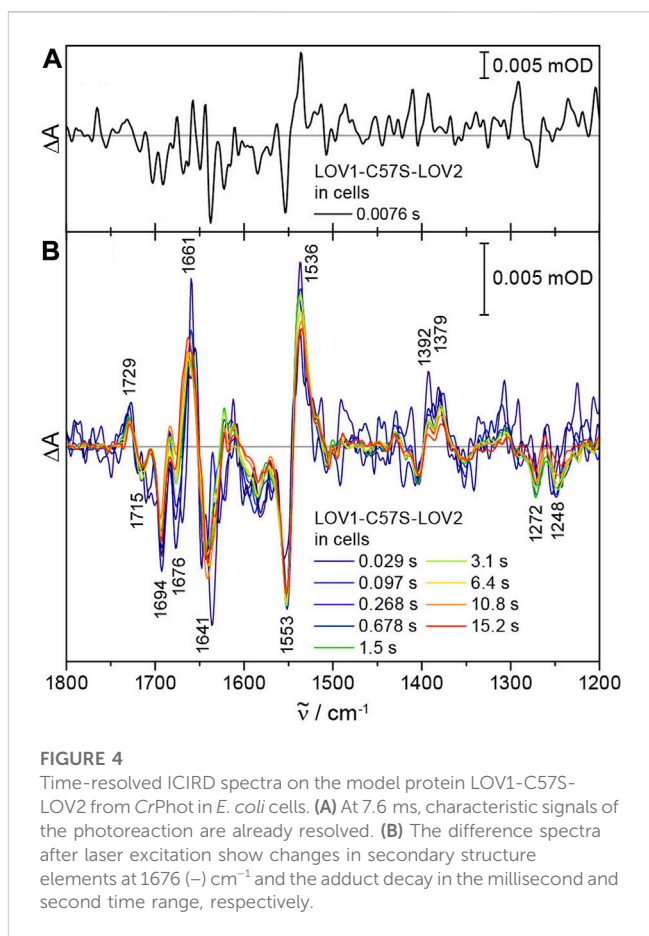 A
0.005 mOD
ΔA
LOV1-C57S-LOV2
in cells
0.0076 s
B
1661
1536
0.005 mOD
1729
1392
1379
ΔA
1715
1694
1676
1641
1553
1272
1248
LOV1-C57S-LOV2
in cells
0.029 s
3.1 s
0.097 s
6.4 s
0.268 s
10.8 s
0.678 s
15.2 s
1.5 s
1800 1700 1600 1500 1400 1300 1200
ṽ / cm⁻¹
FIGURE 4
Time-resolved ICIRD spectra on the model protein LOV1-C57S-
LOV2 from CrPhot in E. coli cells. (A) At 7.6 ms, characteristic signals of
the photoreaction are already resolved. (B) The difference spectra
after laser excitation show changes in secondary structure
elements at 1676 (−) cm⁻¹ and the adduct decay in the millisecond and
second time range, respectively.